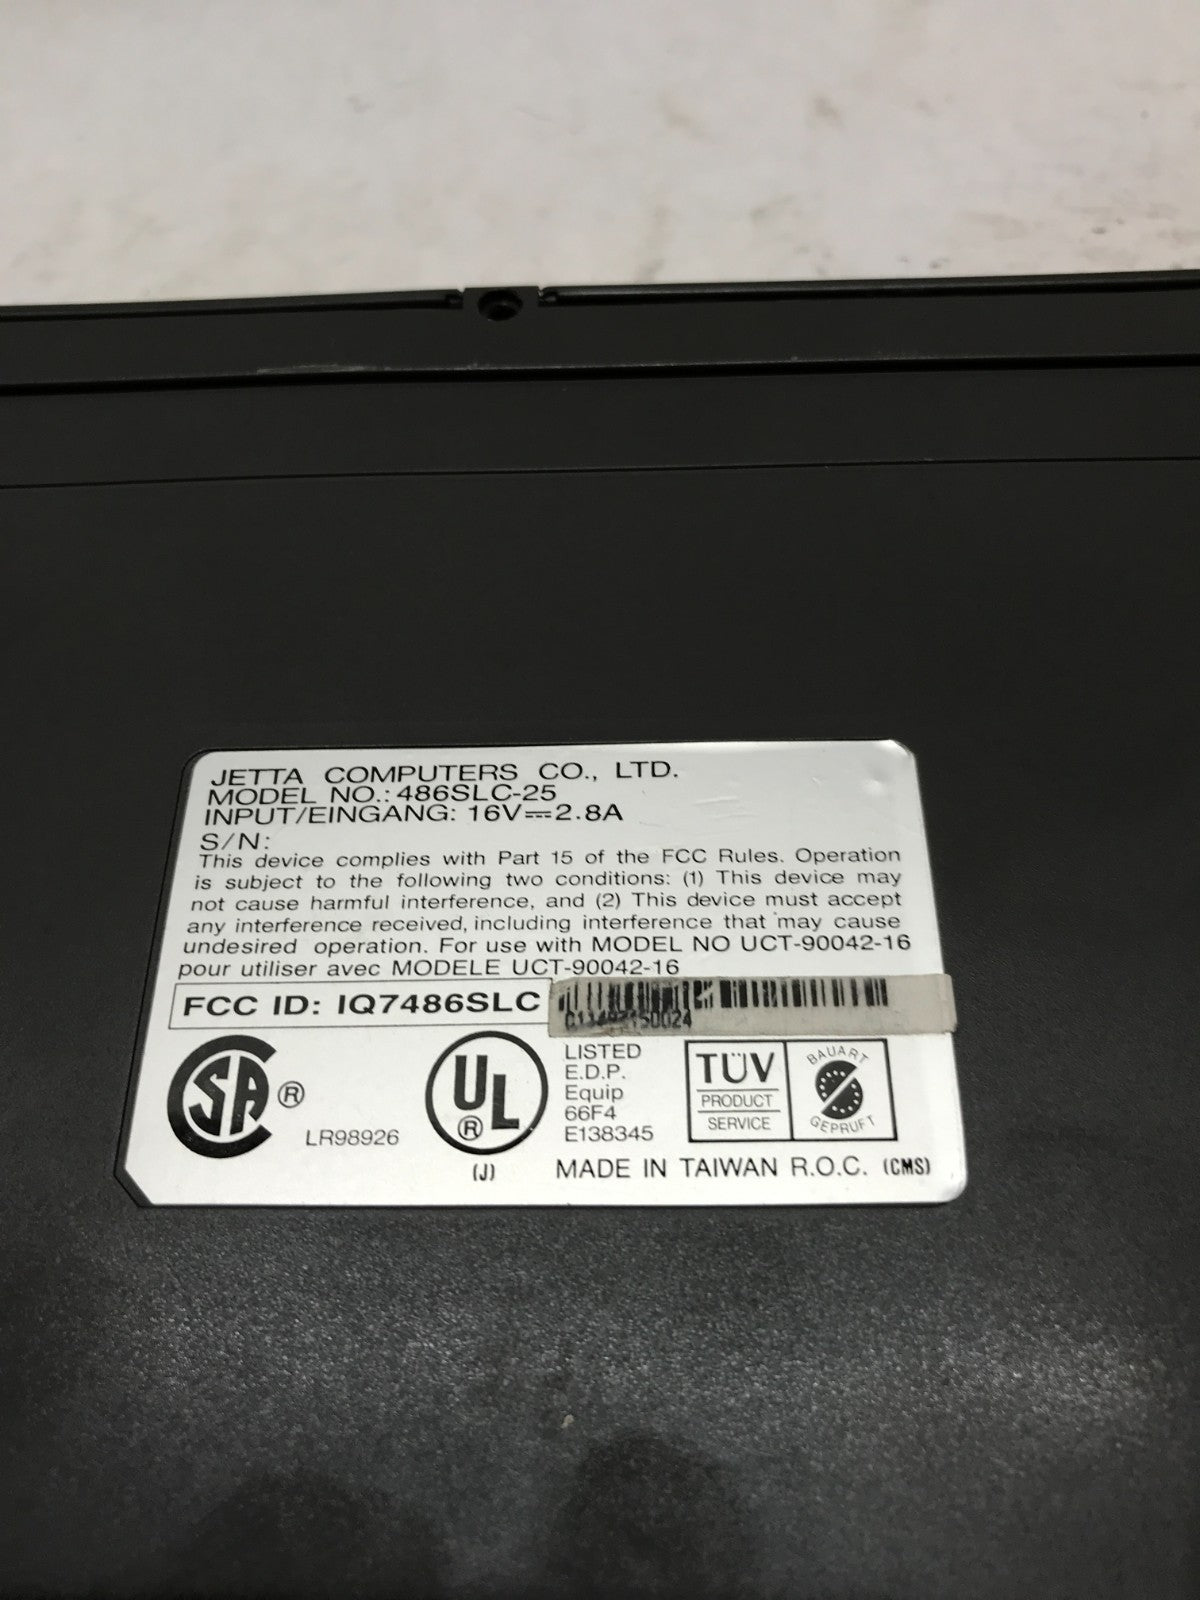 JETTA COMPUTERS CO., LTD.
MODEL NO.: 486SLC-25
INPUT/EINGANG: 16V⎓2.8A
S/N:
This device complies with Part 15 of the FCC Rules. Operation
is subject to the following two conditions: (1) This device may
not cause harmful interference, and (2) This device must accept
any interference received, including interference that may cause
undesired operation. For use with MODEL NO UCT-90042-16
pour utiliser avec MODELE UCT-90042-16
FCC ID: IQ7486SLC
SA ®
LR98926
UL ®
(J)
LISTED
E.D.P.
Equip
66F4
E138345
TÜV
PRODUCT
SERVICE
BAUART
GEPRUFT
MADE IN TAIWAN R.O.C. (CMS)